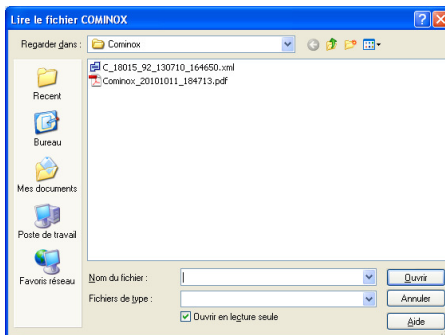 Lire le fichier COMINOX
Regarder dans :
Cominox
C_18015_92_130710_164650.xml
Cominox_20101011_184713.pdf
Recent
Bureau
Mes documents
Poste de travail
Favoris réseau
Nom du fichier :
Ouvrir
Fichiers de type :
Annuler
Ouvrir en lecture seule
Aide